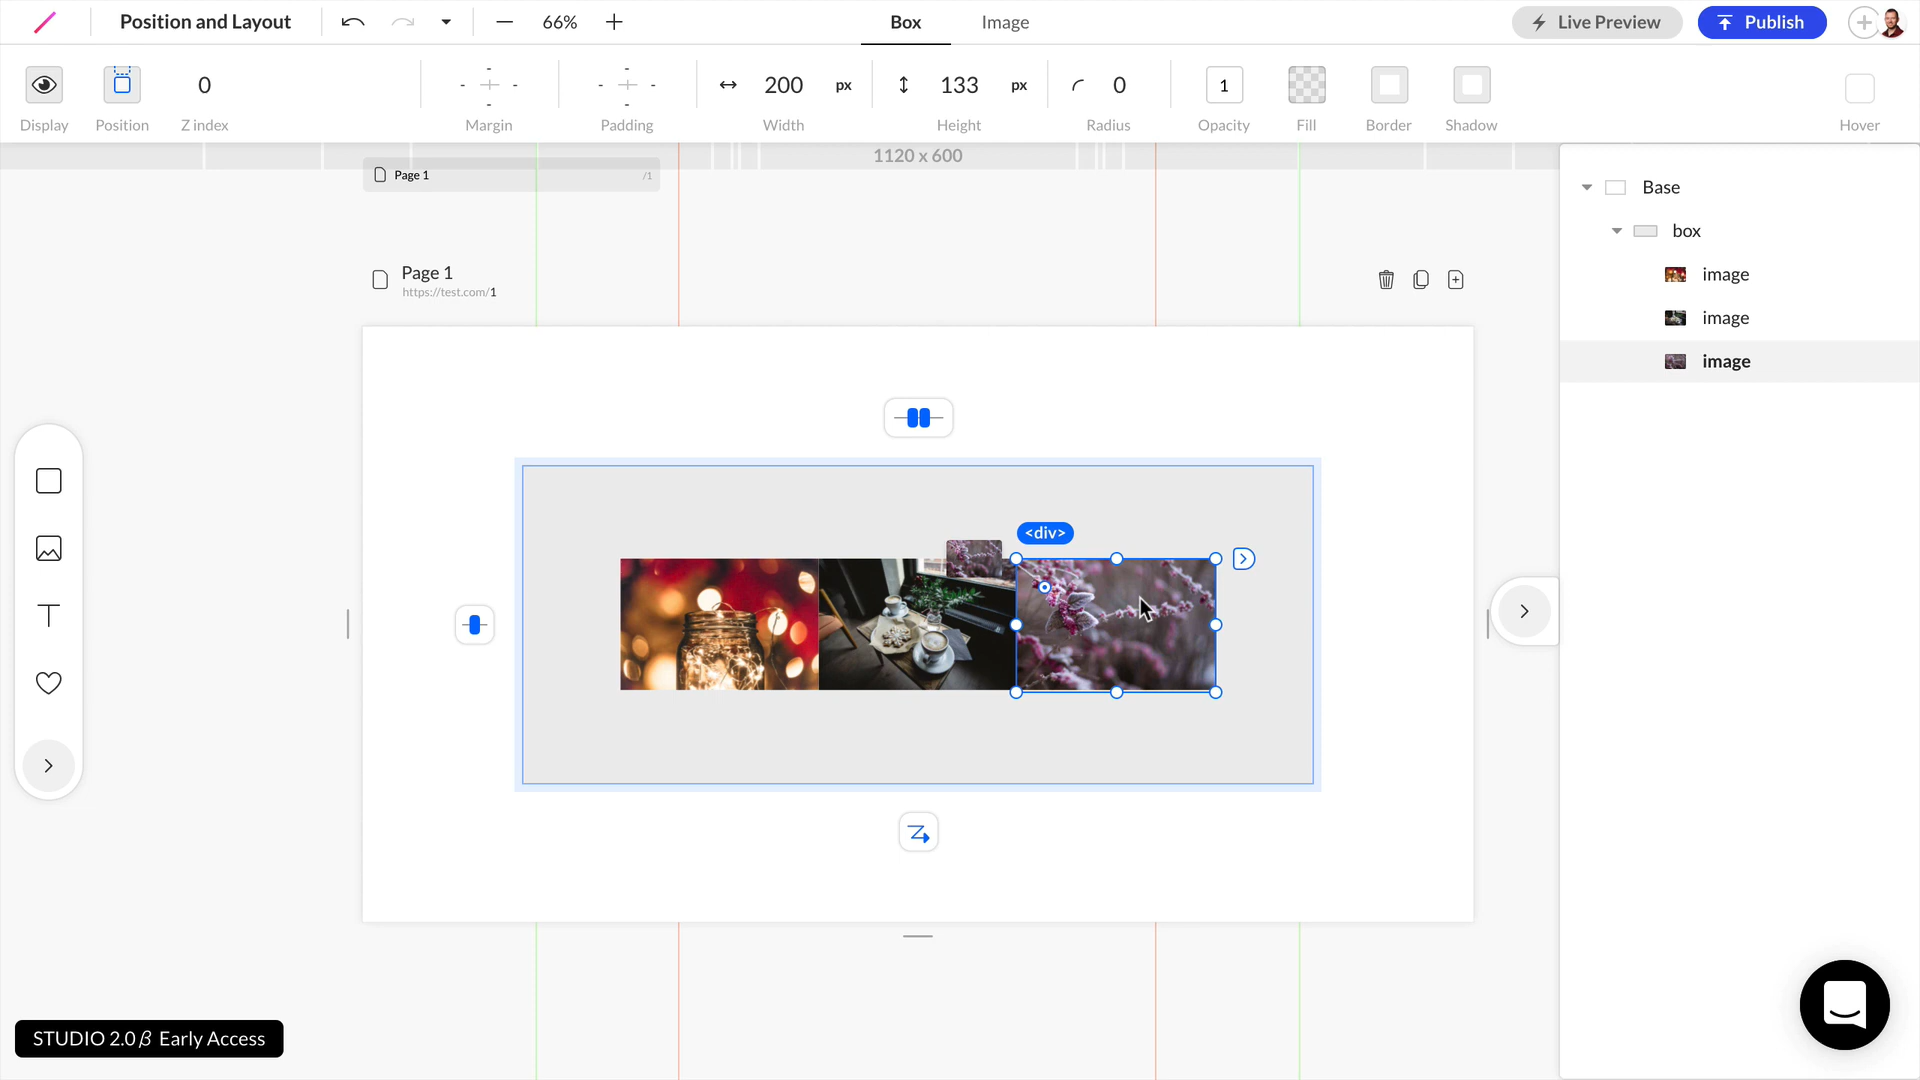 Position and Layout
66%
Box
Image
Live Preview
Publish
0
200 px
133 px
0
1
Display
Position
Z index
Margin
Padding
Width
Height
Radius
Opacity
Fill
Border
Shadow
Hover
1120 x 600
Page 1
/1
Base
box
image
image
image
Page 1
https://test.com/1
<div>
STUDIO 2.0 β Early Access